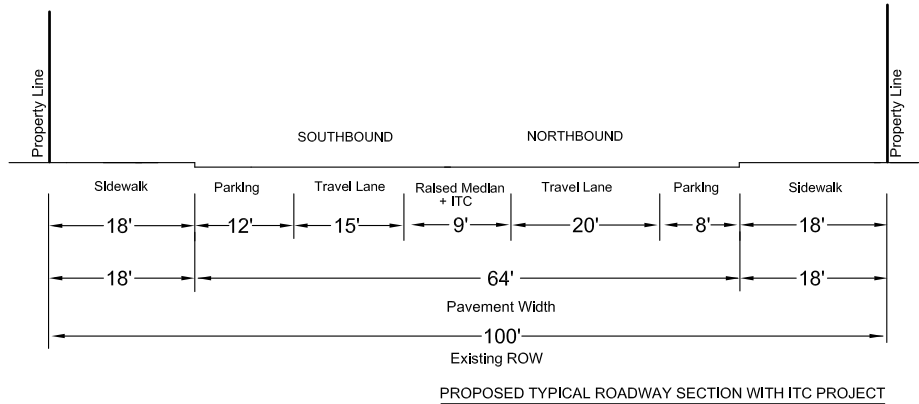 Property Line
Property Line
SOUTHBOUND
NORTHBOUND
Sidewalk
Parking
Travel Lane
Raised Median
+ ITC
Travel Lane
Parking
Sidewalk
18'
12'
15'
9'
20'
8'
18'
18'
64'
18'
Pavement Width
100'
Existing ROW
PROPOSED TYPICAL ROADWAY SECTION WITH ITC PROJECT